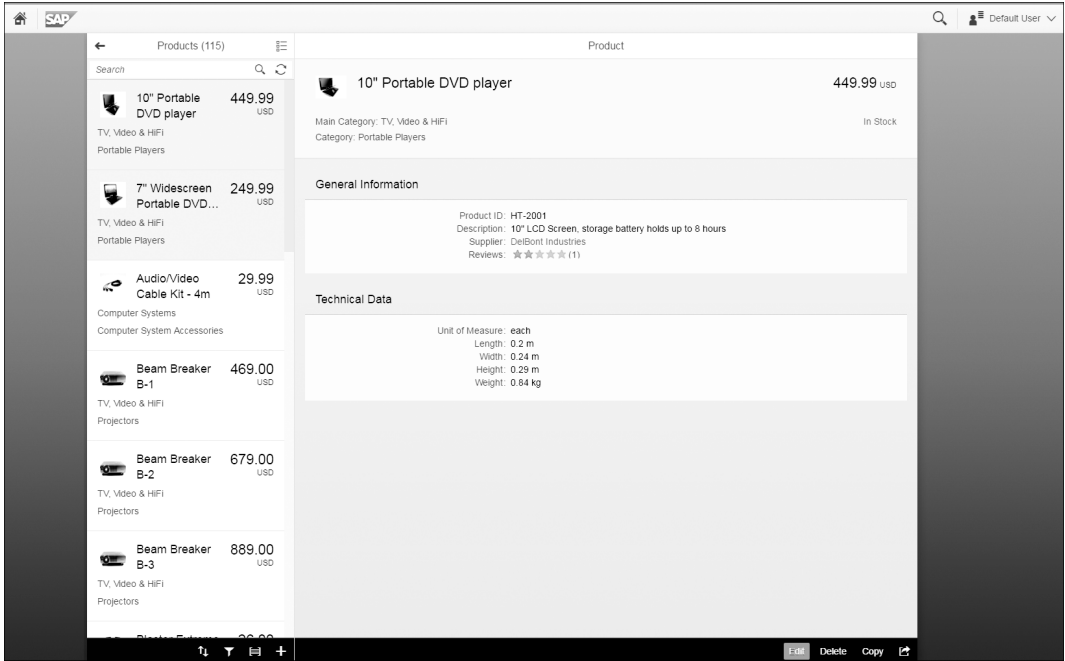 SAP
Default User
Products (115)
Search
10" Portable DVD player
449.99 USD
TV, Video & HiFi
Portable Players
7" Widescreen Portable DVD...
249.99 USD
TV, Video & HiFi
Portable Players
Audio/Video Cable Kit - 4m
29.99 USD
Computer Systems
Computer System Accessories
Beam Breaker B-1
469.00 USD
TV, Video & HiFi
Projectors
Beam Breaker B-2
679.00 USD
TV, Video & HiFi
Projectors
Beam Breaker B-3
889.00 USD
TV, Video & HiFi
Projectors
Product
10" Portable DVD player
449.99 USD
Main Category: TV, Video & HiFi
In Stock
Category: Portable Players
General Information
Product ID: HT-2001
Description: 10" LCD Screen, storage battery holds up to 8 hours
Supplier: DelBont Industries
Reviews: (1)
Technical Data
Unit of Measure: each
Length: 0.2 m
Width: 0.24 m
Height: 0.29 m
Weight: 0.84 kg
Edit Delete Copy